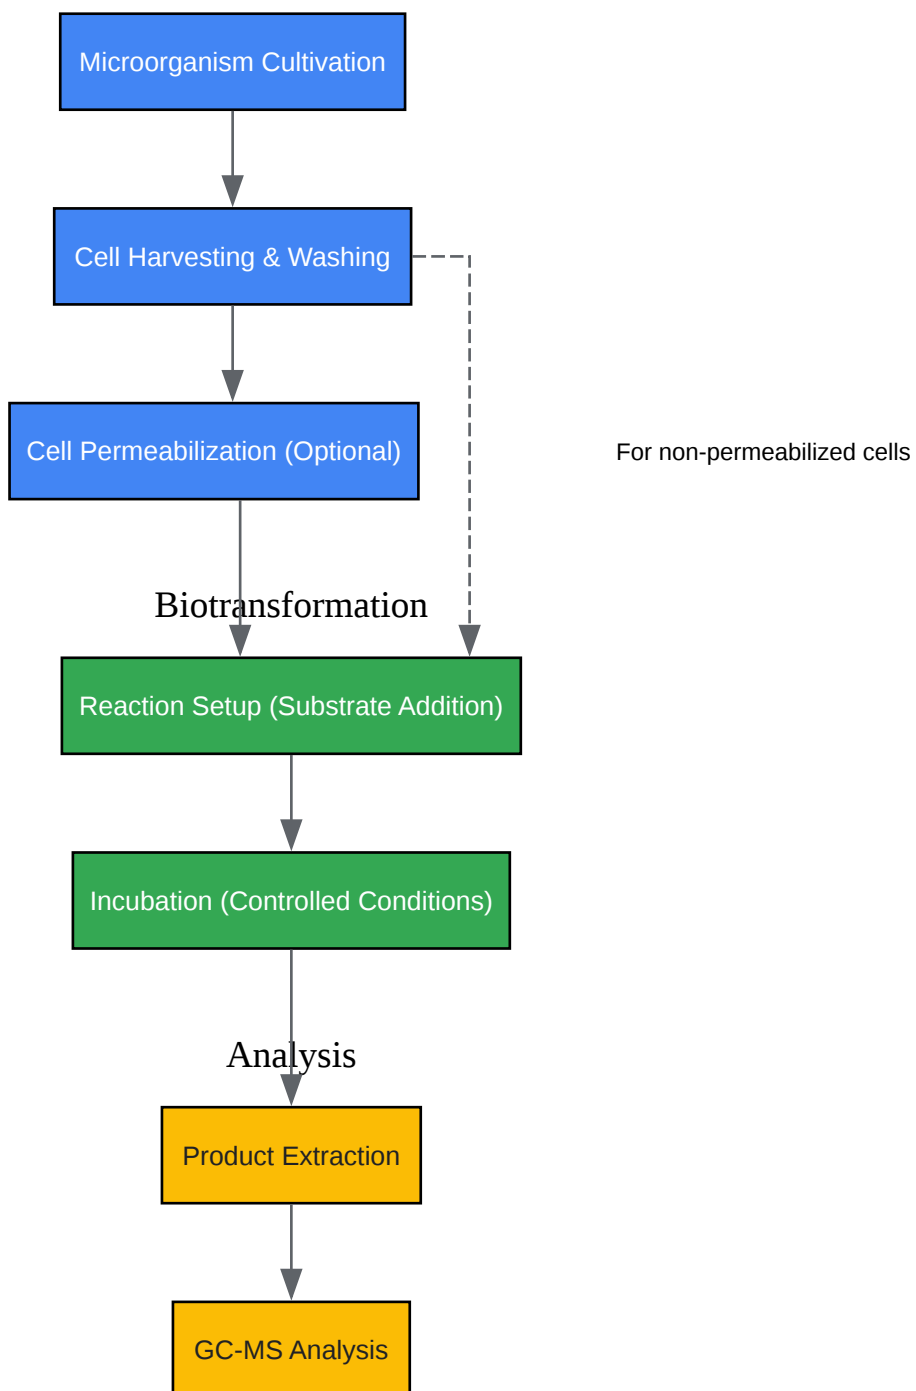 Microorganism Cultivation
Cell Harvesting & Washing
Cell Permeabilization (Optional)
For non-permeabilized cells
Biotransformation
Reaction Setup (Substrate Addition)
Incubation (Controlled Conditions)
Analysis
Product Extraction
GC-MS Analysis